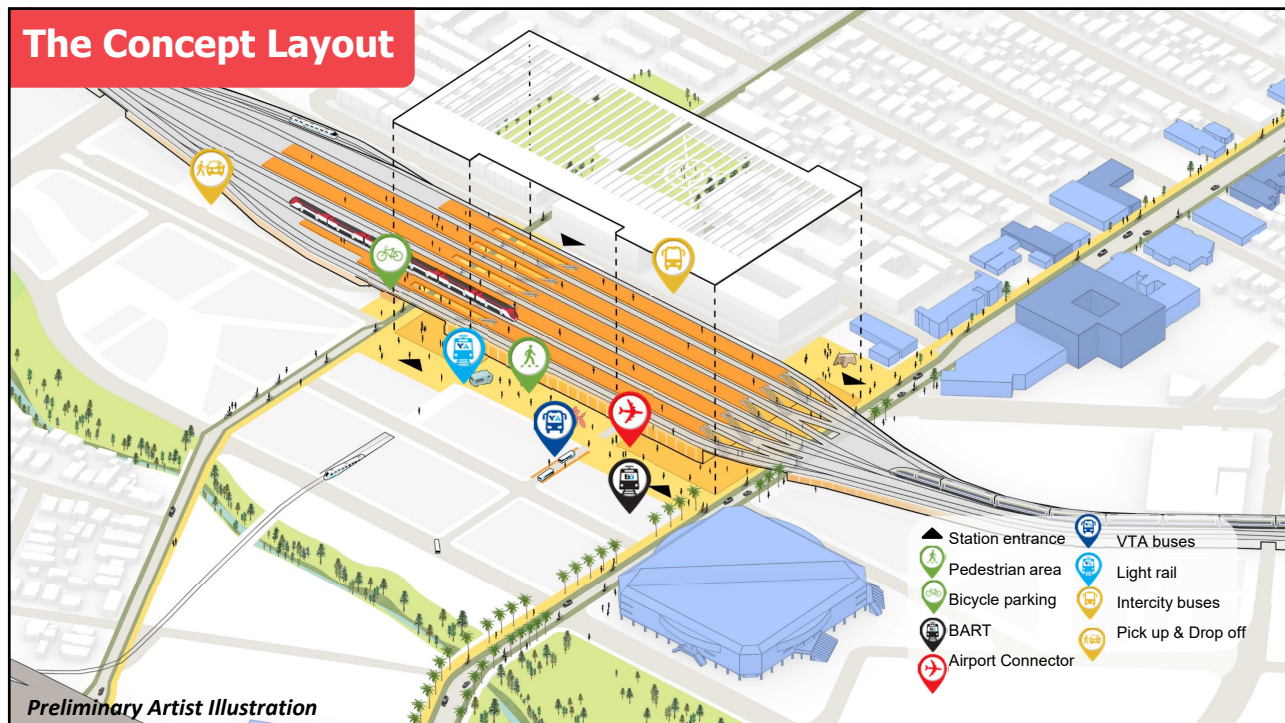 The Concept Layout
Station entrance
Pedestrian area
Bicycle parking
BART
Airport Connector
VTA buses
Light rail
Intercity buses
Pick up & Drop off
Preliminary Artist Illustration